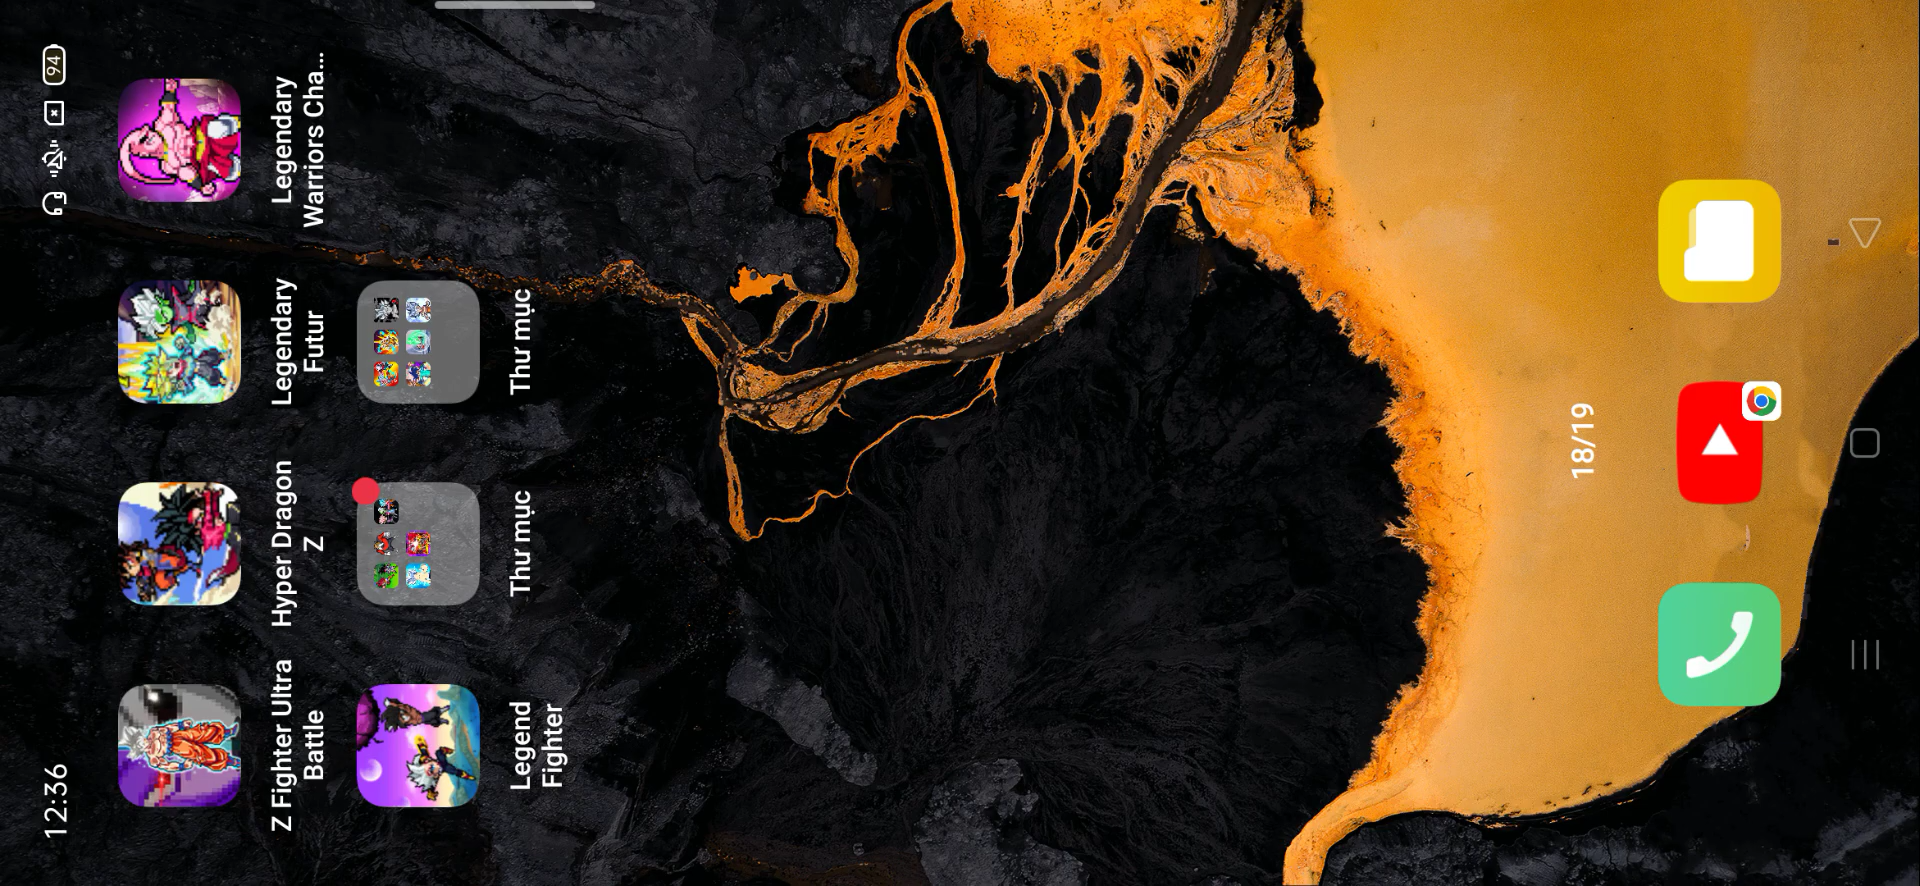 12:36
94
Z Fighter Ultra
Battle
Hyper Dragon
Z
Legendary
Futur
Legendary
Warriors Cha...
Legend
Fighter
Thư mục
Thư mục
18/19